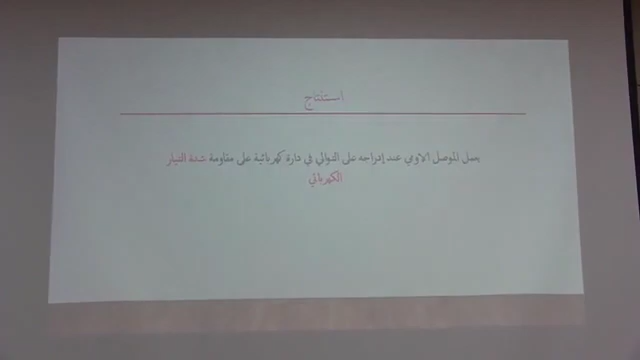 استنتاج
يعمل الموصل الاومي عند إدراجه على التوالي في دارة كهربائية على مقاومة شدة التيار
الكهربائي